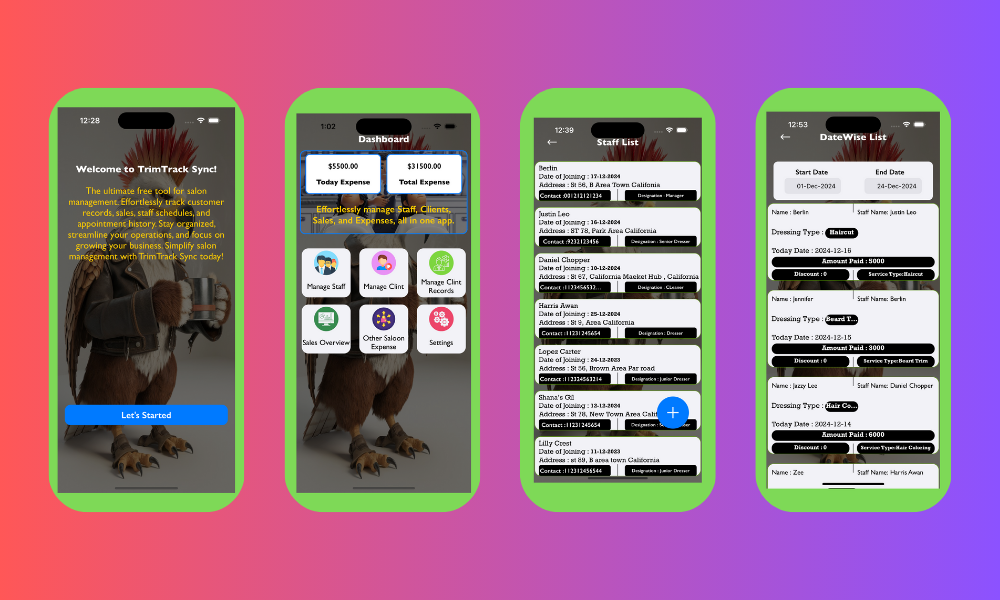 12:28
Welcome to TrimTrack Sync!
The ultimate free tool for salon
management. Effortlessly track customer
records, sales, staff schedules, and
appointment history. Stay organized,
streamline your operations, and focus on
growing your business. Simplify salon
management with TrimTrack Sync today!
Let's Started
1:02
Dashboard
$5500.00
Today Expense
$31500.00
Total Expense
Effortlessly manage Staff, Clients,
Sales, and Expenses, all in one app.
Manage Staff
Manage Clint
Manage Clint
Records
Sales Overview
Other Saloon
Expense
Settings
12:39
Staff List
Berlin
Date of Joining : 17-12-2024
Address : St 56, B Area Town Califonia
Contact :001212121234
Designation : Manager
Justin Leo
Date of Joining : 16-12-2024
Address : ST 78, Park Area California
Contact :9232123456
Designation : Senior Dresser
Daniel Chopper
Date of Joining : 10-12-2024
Address : St 67, California Maeket Hub , California
Contact :1123456532...
Designation :
Harris Awan
Date of Joining : 25-12-2024
Address : St 9, Area California
Contact :11231245654
Designation : Dresser
Lopez Carter
Date of Joining : 24-12-2023
Address : St 56, Brown Area Par road
Contact :112324563214
Designation : Junior Dresser
Shana's Gil
Date of Joining : 12-12-2024
Address : St 78, New Town Area
Contact :11231245654
Lilly Crest
Date of Joining : 11-12-2023
Address : st 89, B area town California
Contact :112312456544
Designation : Junior Dresser
12:53
DateWise List
Start Date
End Date
01-Dec-2024
24-Dec-2024
Name : Berlin
Staff Name: Justin Leo
Dressing Type : Haircut
Today Date : 2024-12-16
Amount Paid : 5000
Discount : 0
Service Type:Haircut
Name : Jennifer
Staff Name: Berlin
Dressing Type : Beard T...
Today Date : 2024-12-15
Amount Paid : 3000
Discount : 0
Service Type:Beard Trim
Name : Jazzy Lee
Staff Name: Daniel Chopper
Dressing Type : Hair Co...
Today Date : 2024-12-14
Amount Paid : 6000
Discount : 0
Service Type:Hair Coloring
Name : Zee
Staff Name: Harris Awan